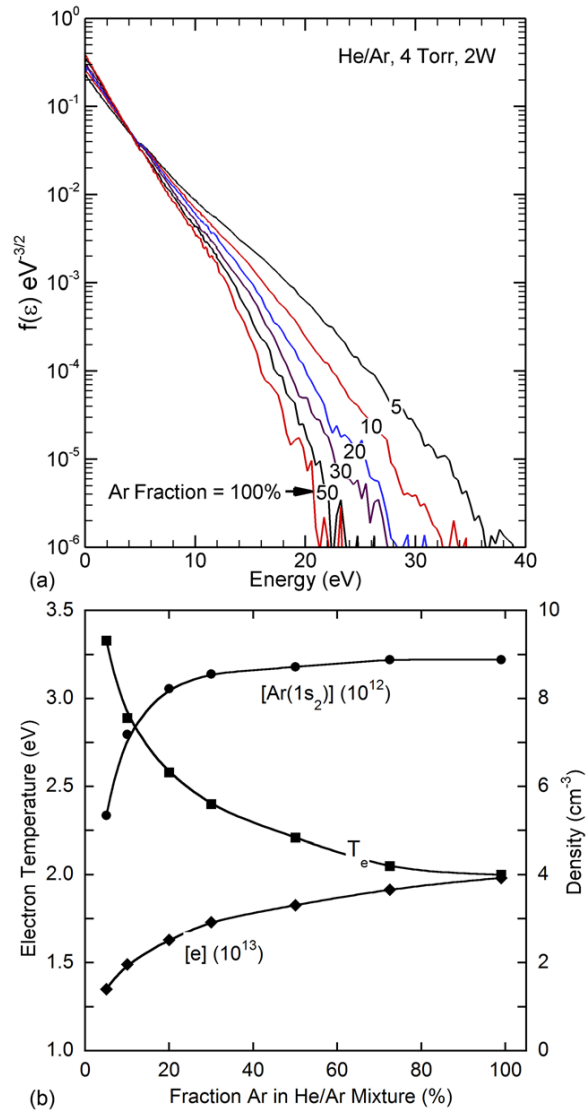 10⁰
He/Ar, 4 Torr, 2W
10⁻¹
10⁻²
10⁻³
f(ε) eV⁻³/²
10⁻⁴
5
10
20
10⁻⁵
30
Ar Fraction = 100%
50
10⁻⁶
0 10 20 30 40
(a) Energy (eV)
3.5 10
[Ar(1s₂)] (10¹²)
3.0 8
2.5 6
Electron Temperature (eV)
Density (cm⁻³)
Tₑ
2.0 4
[e] (10¹³)
1.5 2
1.0 0
0 20 40 60 80 100
(b) Fraction Ar in He/Ar Mixture (%)